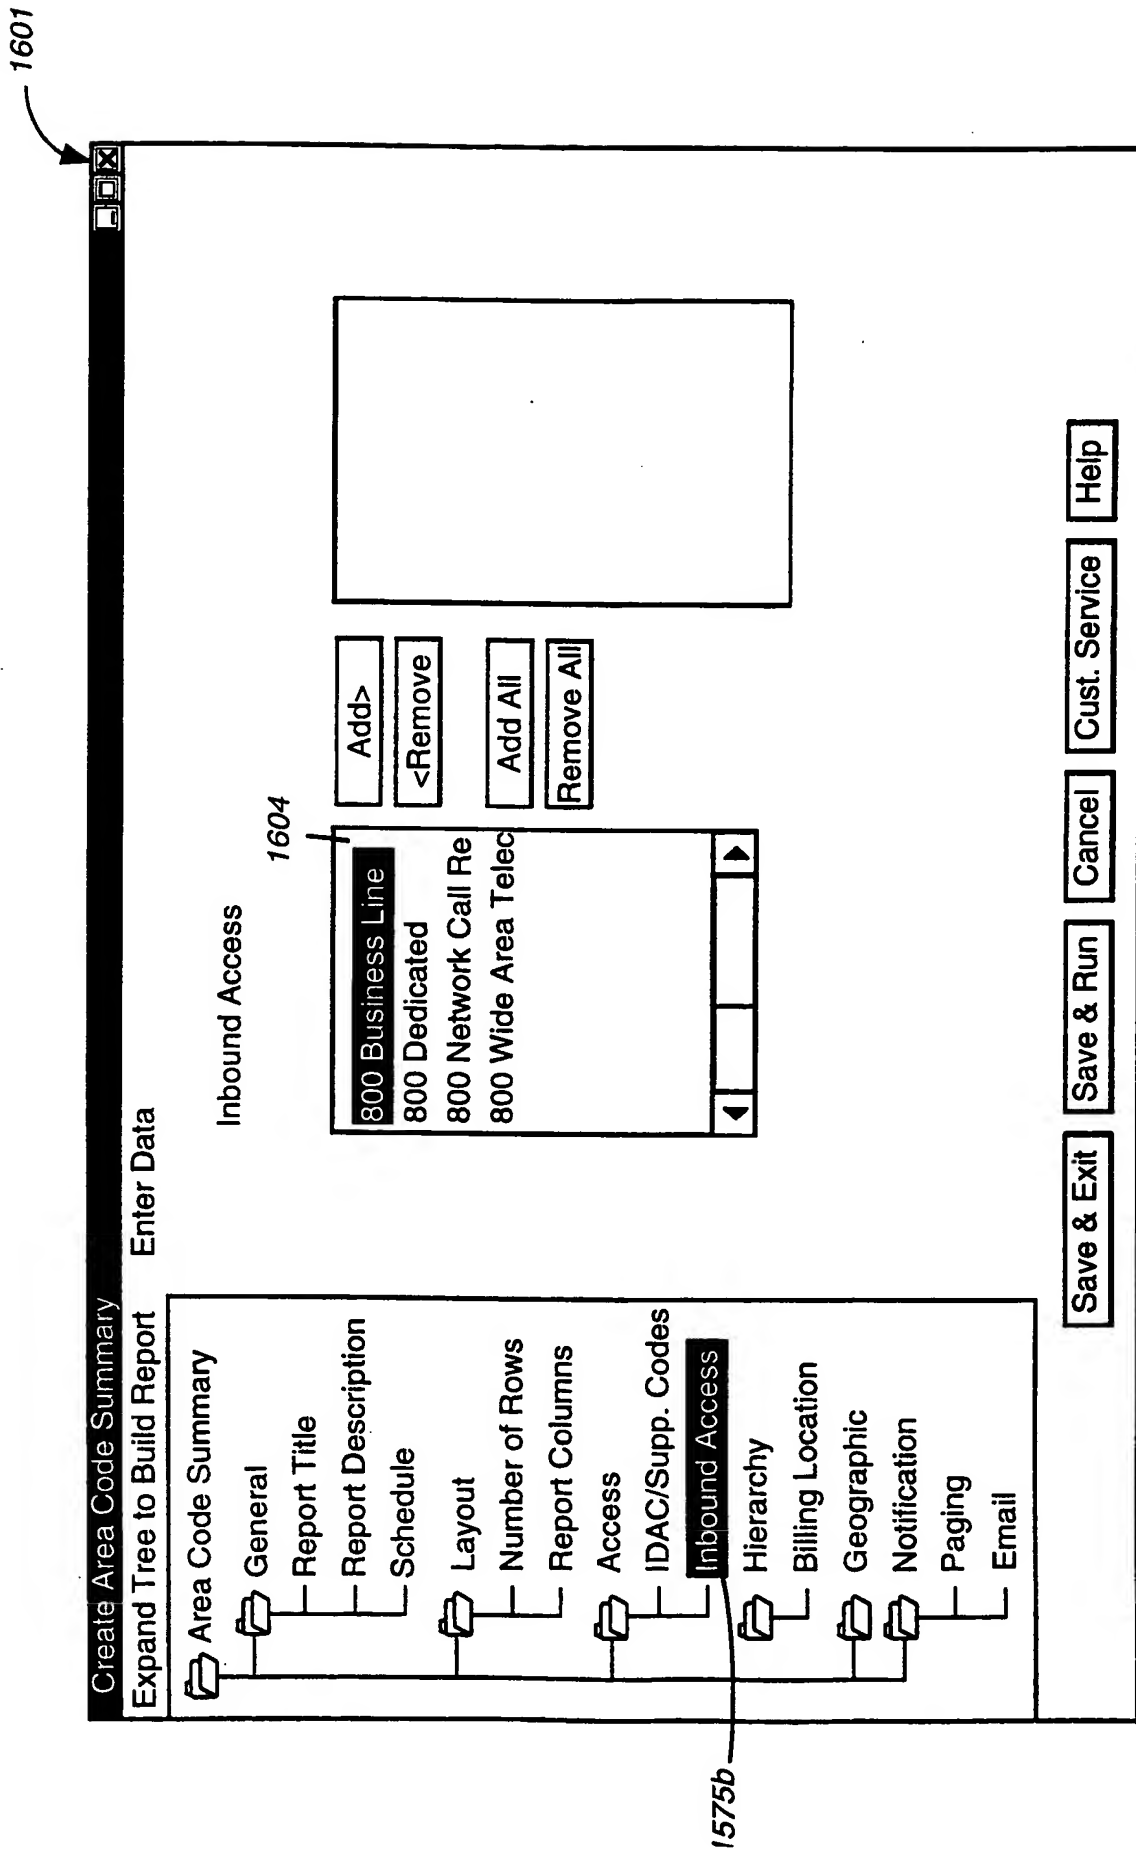 1601
Create Area Code Summary
Expand Tree to Build Report
Enter Data
Area Code Summary
General
Report Title
Report Description
Schedule
Layout
Number of Rows
Report Columns
Access
IDAC/Supp. Codes
Inbound Access
Hierarchy
Billing Location
Geographic
Notification
Paging
Email
1575b
Inbound Access
1604
800 Business Line
800 Dedicated
800 Network Call Re
800 Wide Area Telec
Add>
<Remove
Add All
Remove All
Save & Exit
Save & Run
Cancel
Cust. Service
Help